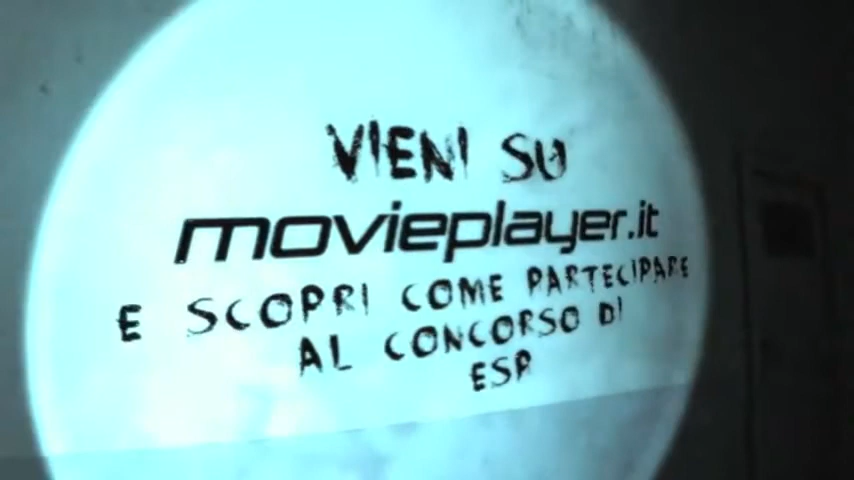 VIENI SU
movieplayer.it
E SCOPRI COME PARTECIPARE
AL CONCORSO DI
ESP